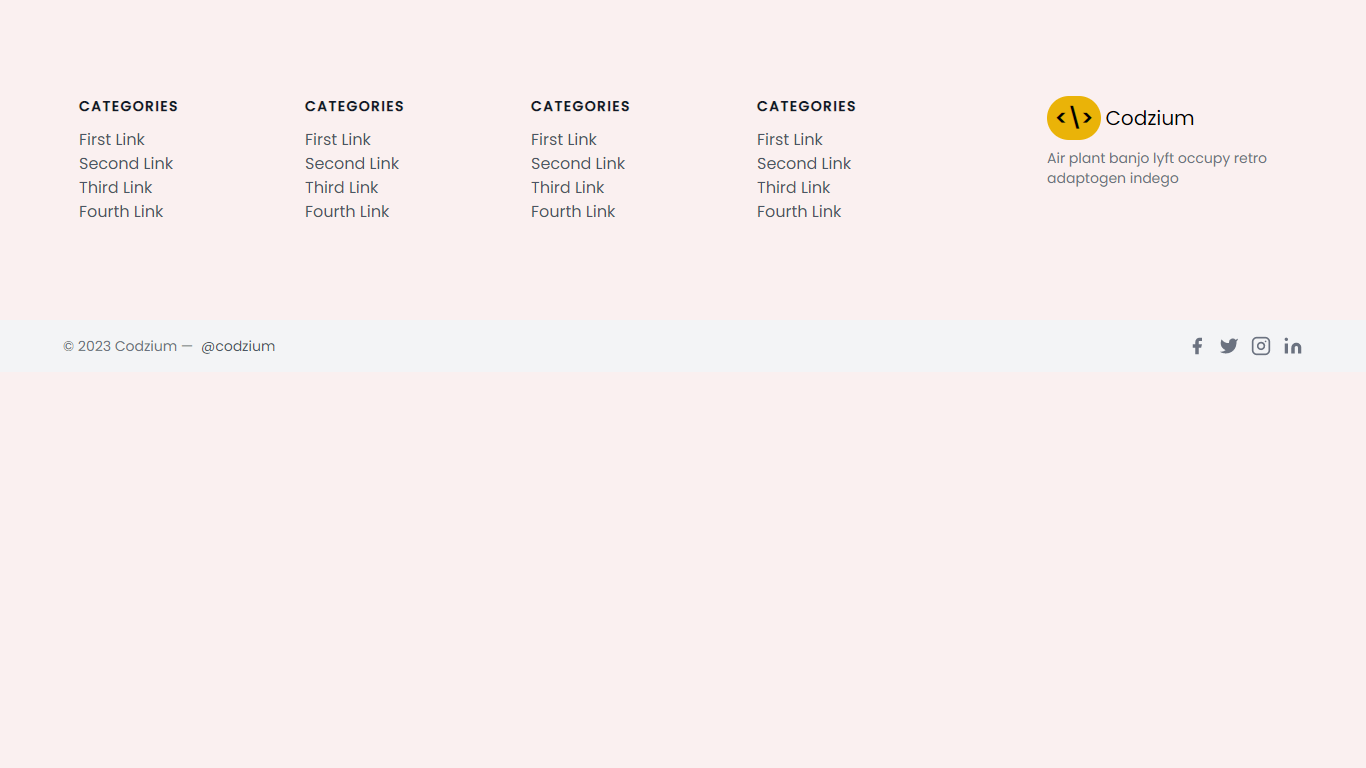 CATEGORIES
First Link
Second Link
Third Link
Fourth Link
CATEGORIES
First Link
Second Link
Third Link
Fourth Link
CATEGORIES
First Link
Second Link
Third Link
Fourth Link
CATEGORIES
First Link
Second Link
Third Link
Fourth Link
<\> Codzium
Air plant banjo lyft occupy retro
adaptogen indego
© 2023 Codzium — @codzium